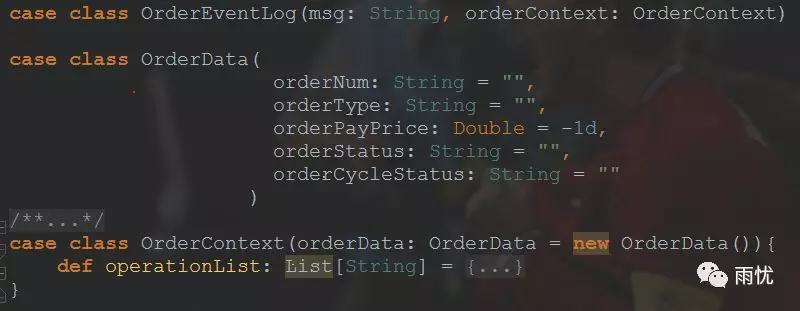 case class OrderEventLog(msg: String, orderContext: OrderContext)
case class OrderData(
orderNum: String = "",
orderType: String = "",
orderPayPrice: Double = -1d,
orderStatus: String = "",
orderCycleStatus: String = ""
)
/**...*/
case class OrderContext(orderData: OrderData = new OrderData()){
def operationList: List[String] = {...}
}
雨忧